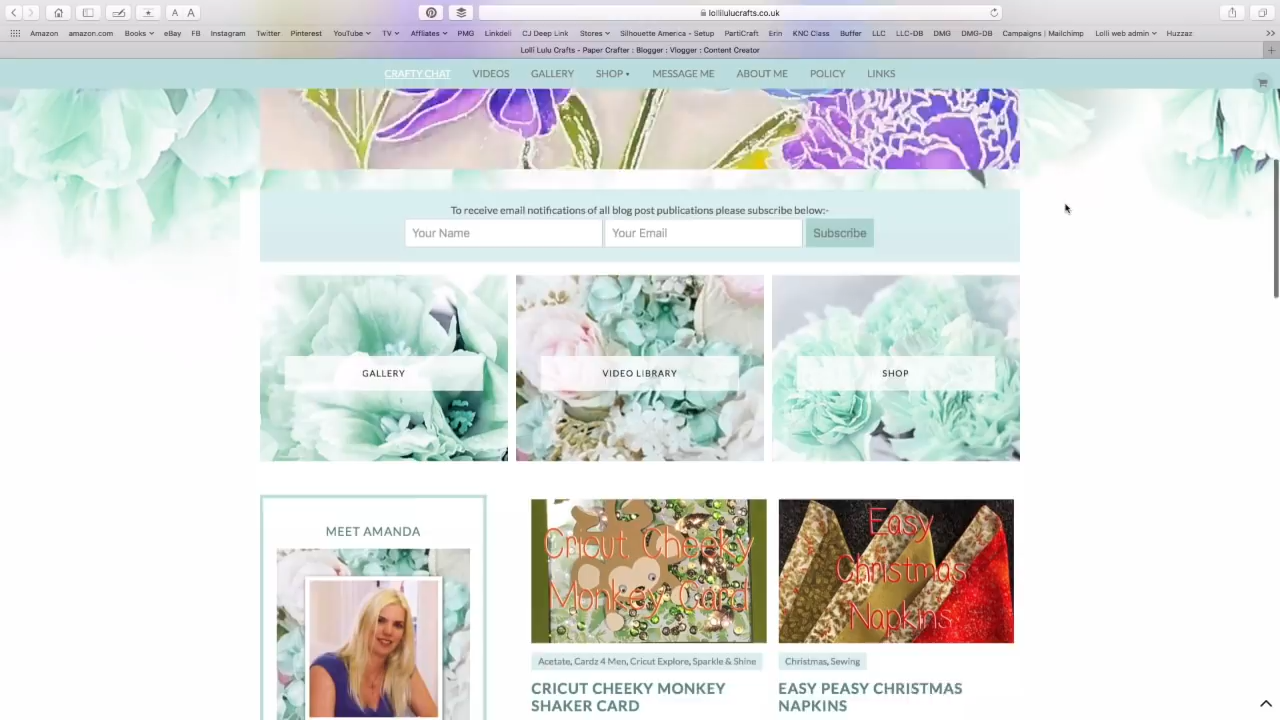 A A
lollilulucrafts.co.uk
Amazon amazon.com Books eBay FB Instagram Twitter Pinterest YouTube TV Affliates PMG Linkdeli CJ Deep Link Stores Silhouette America - Setup PartiCraft Erin KNC Class Buffer LLC LLC-DB DMG DMG-DB Campaigns | Mailchimp Lolli web admin Huzzaz
Lolli Lulu Crafts - Paper Crafter : Blogger : Vlogger : Content Creator
CRAFTY CHAT VIDEOS GALLERY SHOP MESSAGE ME ABOUT ME POLICY LINKS
To receive email notifications of all blog post publications please subscribe below:-
Your Name Your Email Subscribe
GALLERY VIDEO LIBRARY SHOP
MEET AMANDA
Cricut Cheeky
Monkey Card
Easy
Christmas
Napkins
Acetate, Cardz 4 Men, Cricut Explore, Sparkle & Shine
CRICUT CHEEKY MONKEY
SHAKER CARD
Christmas, Sewing
EASY PEASY CHRISTMAS
NAPKINS